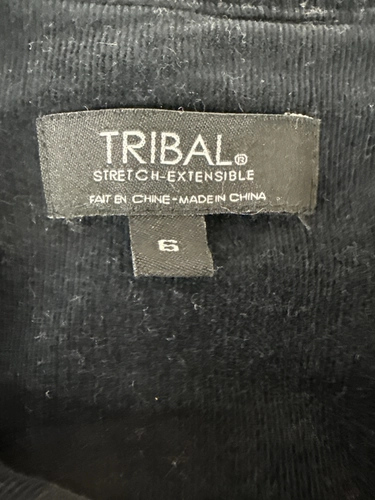 TRIBAL®
STRETCH-EXTENSIBLE
FAIT EN CHINE-MADE IN CHINA
6